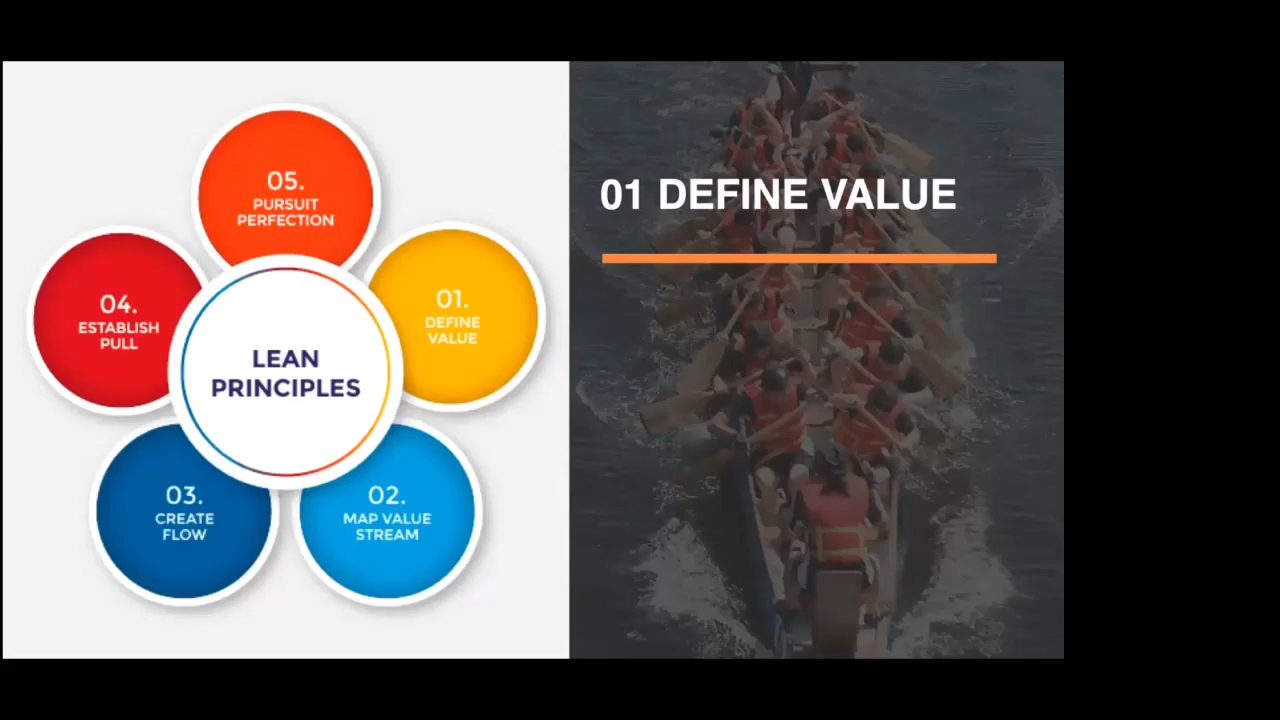 05.
PURSUIT
PERFECTION
04.
ESTABLISH
PULL
01.
DEFINE
VALUE
LEAN
PRINCIPLES
03.
CREATE
FLOW
02.
MAP VALUE
STREAM
01 DEFINE VALUE